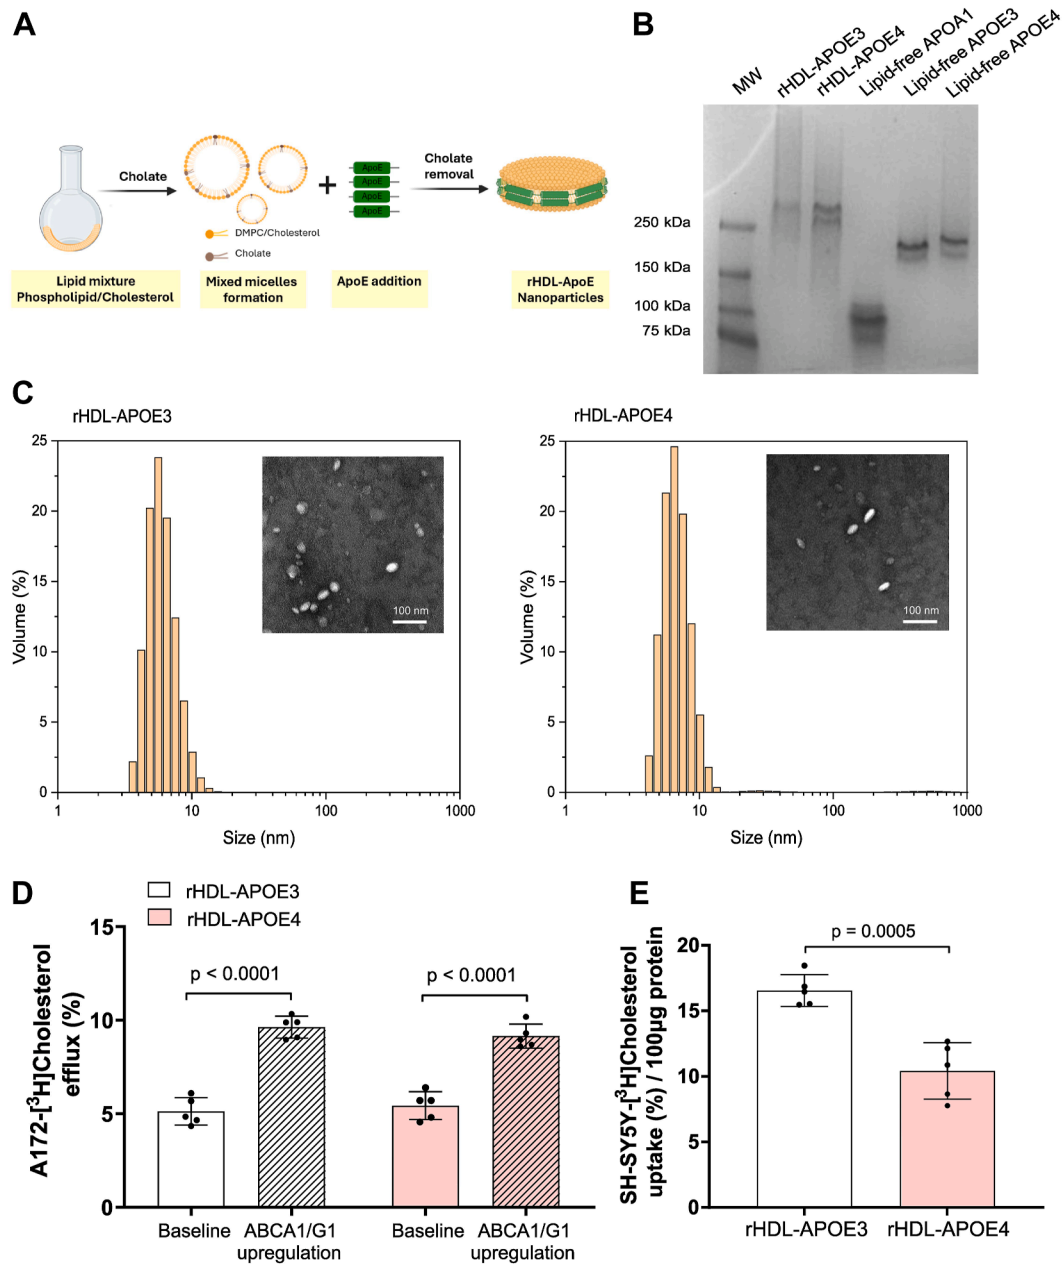 A
Cholate
ApoE
ApoE
ApoE
ApoE
Cholate
removal
DMPC/Cholesterol
Cholate
Lipid mixture
Phospholipid/Cholesterol
Mixed micelles
formation
ApoE addition
rHDL-ApoE
Nanoparticles
B
MW
rHDL-APOE3
rHDL-APOE4
Lipid-free APOA1
Lipid-free APOE3
Lipid-free APOE4
250 kDa
150 kDa
100 kDa
75 kDa
C
rHDL-APOE3
Volume (%)
25
20
15
10
5
0
100 nm
1 10 100 1000
Size (nm)
rHDL-APOE4
Volume (%)
25
20
15
10
5
0
100 nm
1 10 100 1000
Size (nm)
D
rHDL-APOE3
rHDL-APOE4
A172-[³H]Cholesterol
efflux (%)
15
10
5
0
p < 0.0001
p < 0.0001
Baseline ABCA1/G1 Baseline ABCA1/G1
upregulation upregulation
E
SH-SY5Y-[³H]Cholesterol
uptake (%) / 100µg protein
20
15
10
5
0
p = 0.0005
rHDL-APOE3 rHDL-APOE4